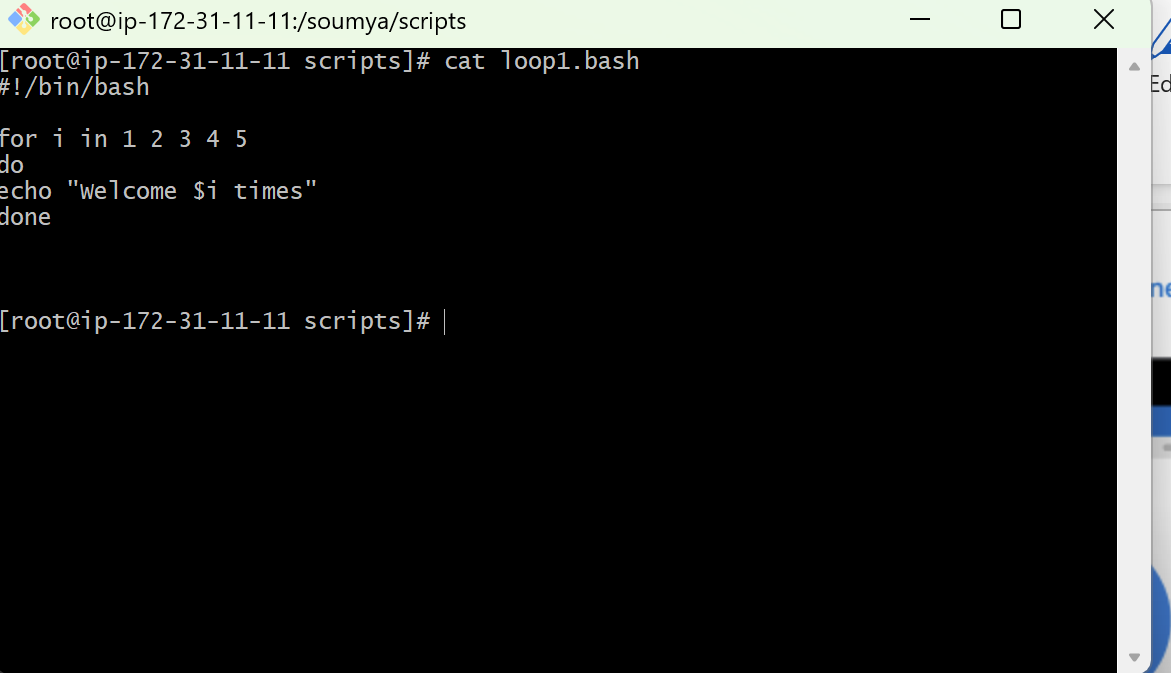 root@ip-172-31-11-11:/soumya/scripts
[root@ip-172-31-11-11 scripts]# cat loop1.bash
#!/bin/bash
for i in 1 2 3 4 5
do
echo "Welcome $i times"
done
[root@ip-172-31-11-11 scripts]#
Ed
ne